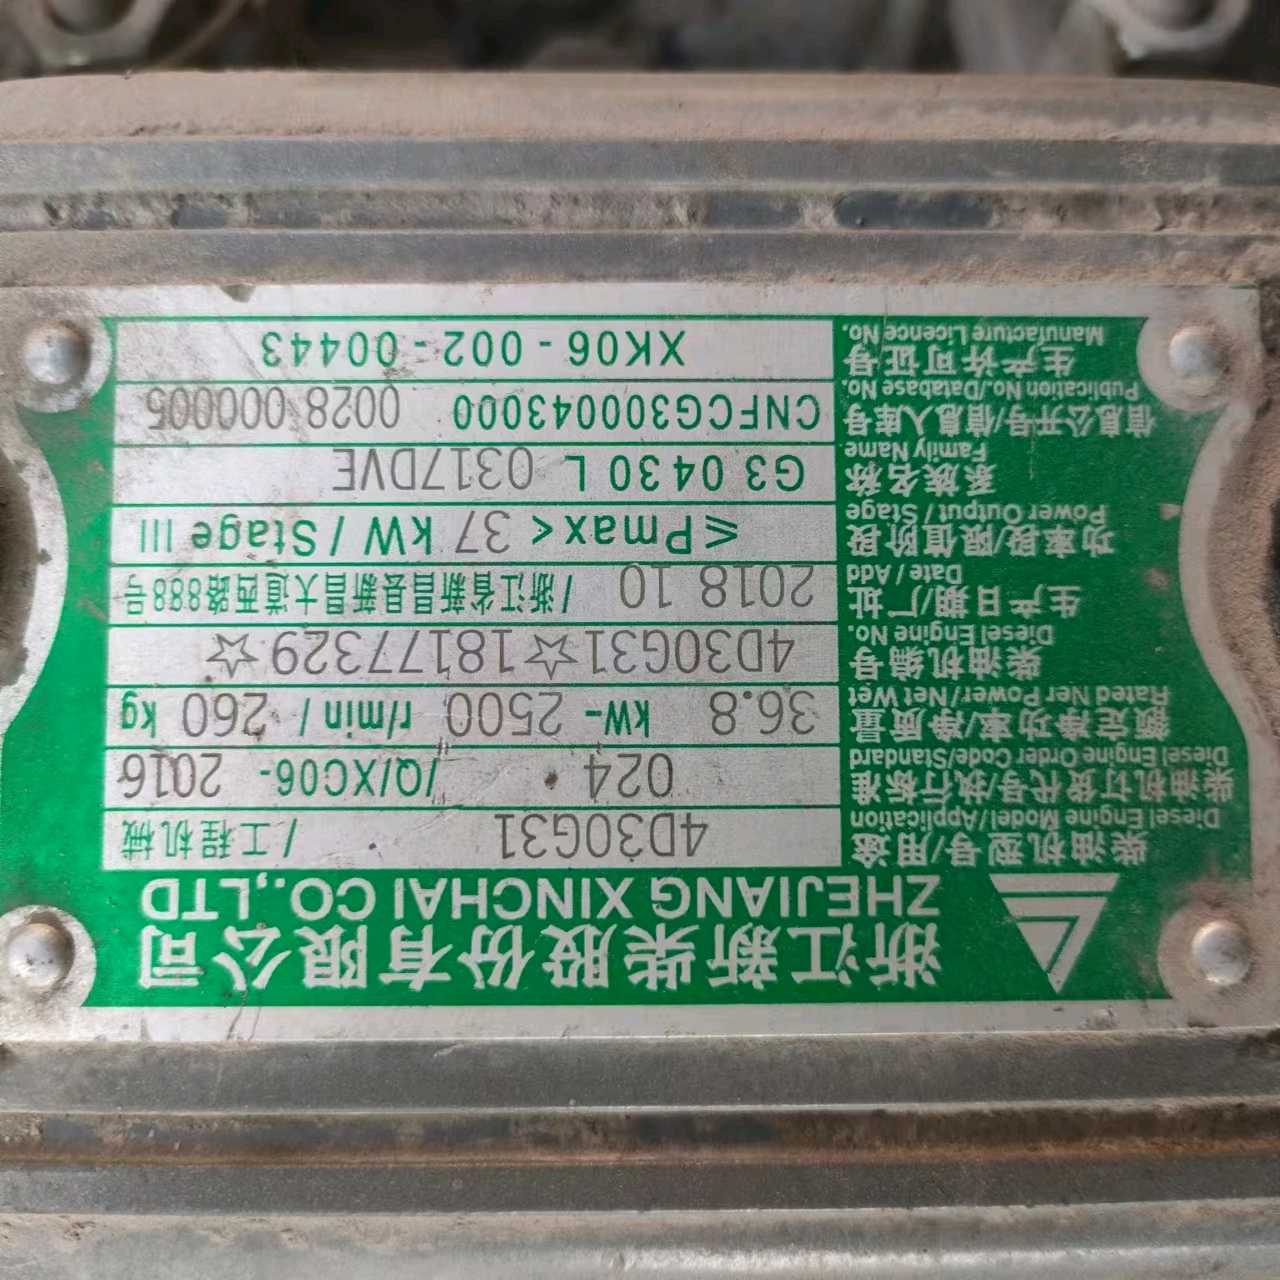 浙江新柴股份有限公司
ZHEJIANG XINCHAI CO.,LTD
柴油机型号/用途 4D30G31 /工程机械
Diesel Engine Model/Application
柴油机订货代号/执行标准 024 /Q/XC06- 2016
Diesel Engine Order Code/Standard
额定净功率/净质量 36.8 kW- 2500 r/min / 260 kg
Rated Ner Power/Net Wet
柴油机编号 4D30G31☆18177329☆
Diesel Engine No.
生产日期/厂址 2018 10 /浙江省新昌县新昌大道西路888号
Date / Add
功率段/限值阶段 ≤Pmax< 37 kW / Stage III
Power Output / Stage
系族名称 G3 0430 L 0317DVE
Family Name
信息公开号/信息入库号 CNFCG300043000 0028 000005
Publication No./Database No.
生产许可证号 XK06 - 002 - 00443
Manufacture Licence No.